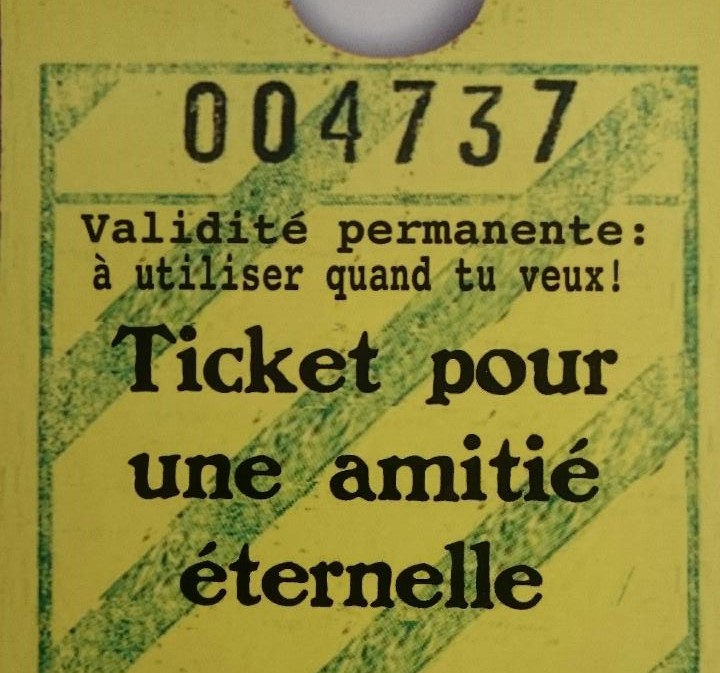 004737
Validité permanente:
à utiliser quand tu veux!
Ticket pour
une amitié
éternelle